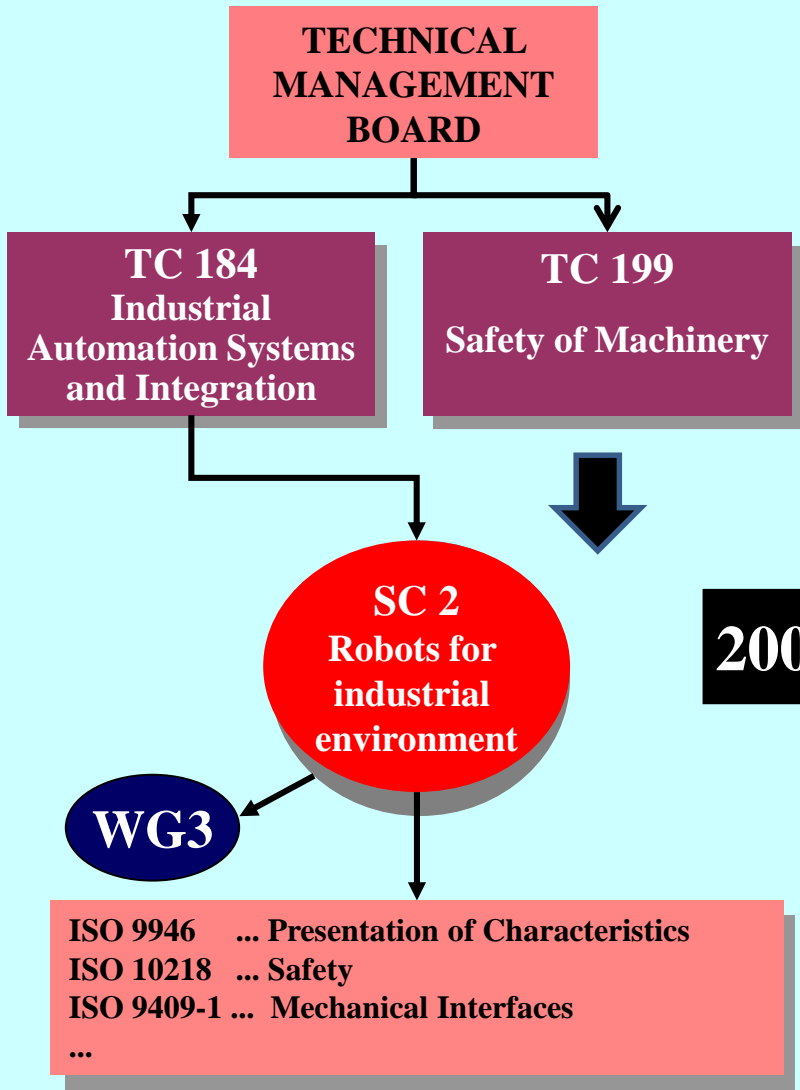 TECHNICAL
MANAGEMENT
BOARD
TC 184
Industrial
Automation Systems
and Integration
TC 199
Safety of Machinery
SC 2
Robots for
industrial
environment
200
WG3
ISO 9946 ... Presentation of Characteristics
ISO 10218 ... Safety
ISO 9409-1 ... Mechanical Interfaces
...